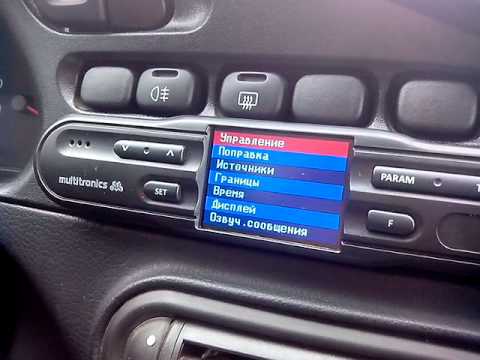 Управление
Поправка
Источники
Границы
Время
Дисплей
Озвуч.сообщения
multitronics
SET
PARAM
F